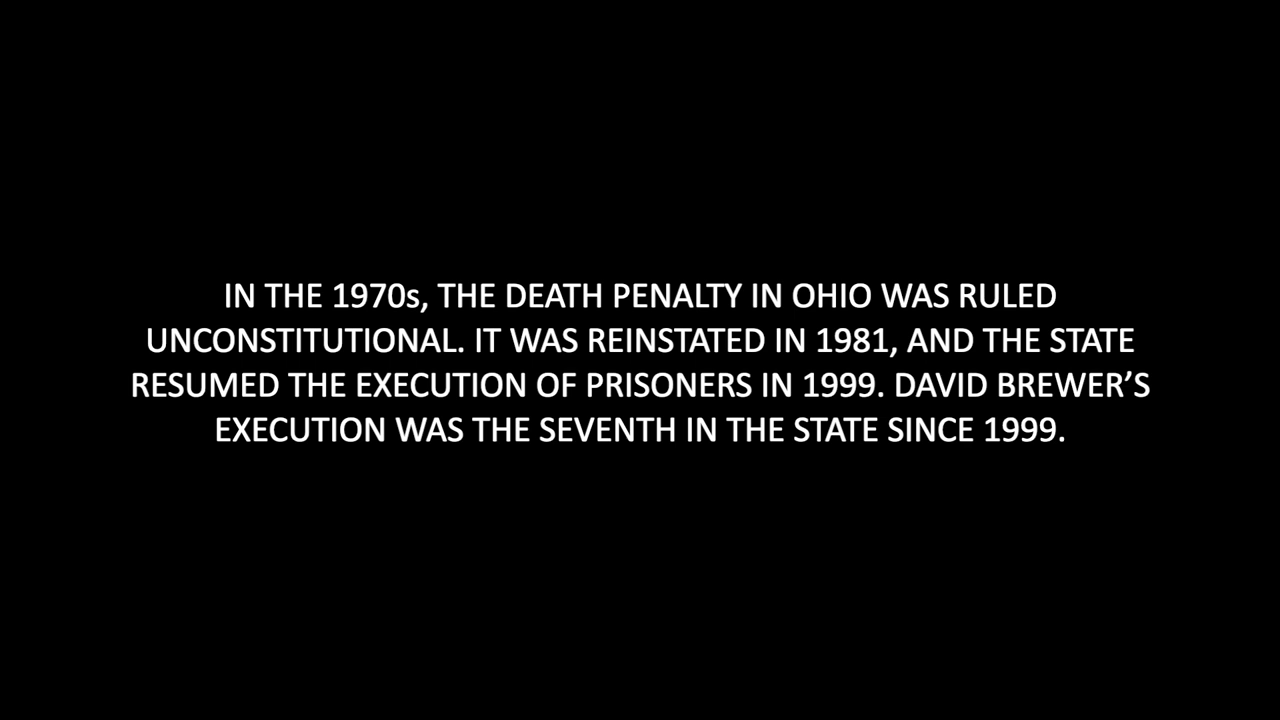 IN THE 1970s, THE DEATH PENALTY IN OHIO WAS RULED
UNCONSTITUTIONAL. IT WAS REINSTATED IN 1981, AND THE STATE
RESUMED THE EXECUTION OF PRISONERS IN 1999. DAVID BREWER’S
EXECUTION WAS THE SEVENTH IN THE STATE SINCE 1999.